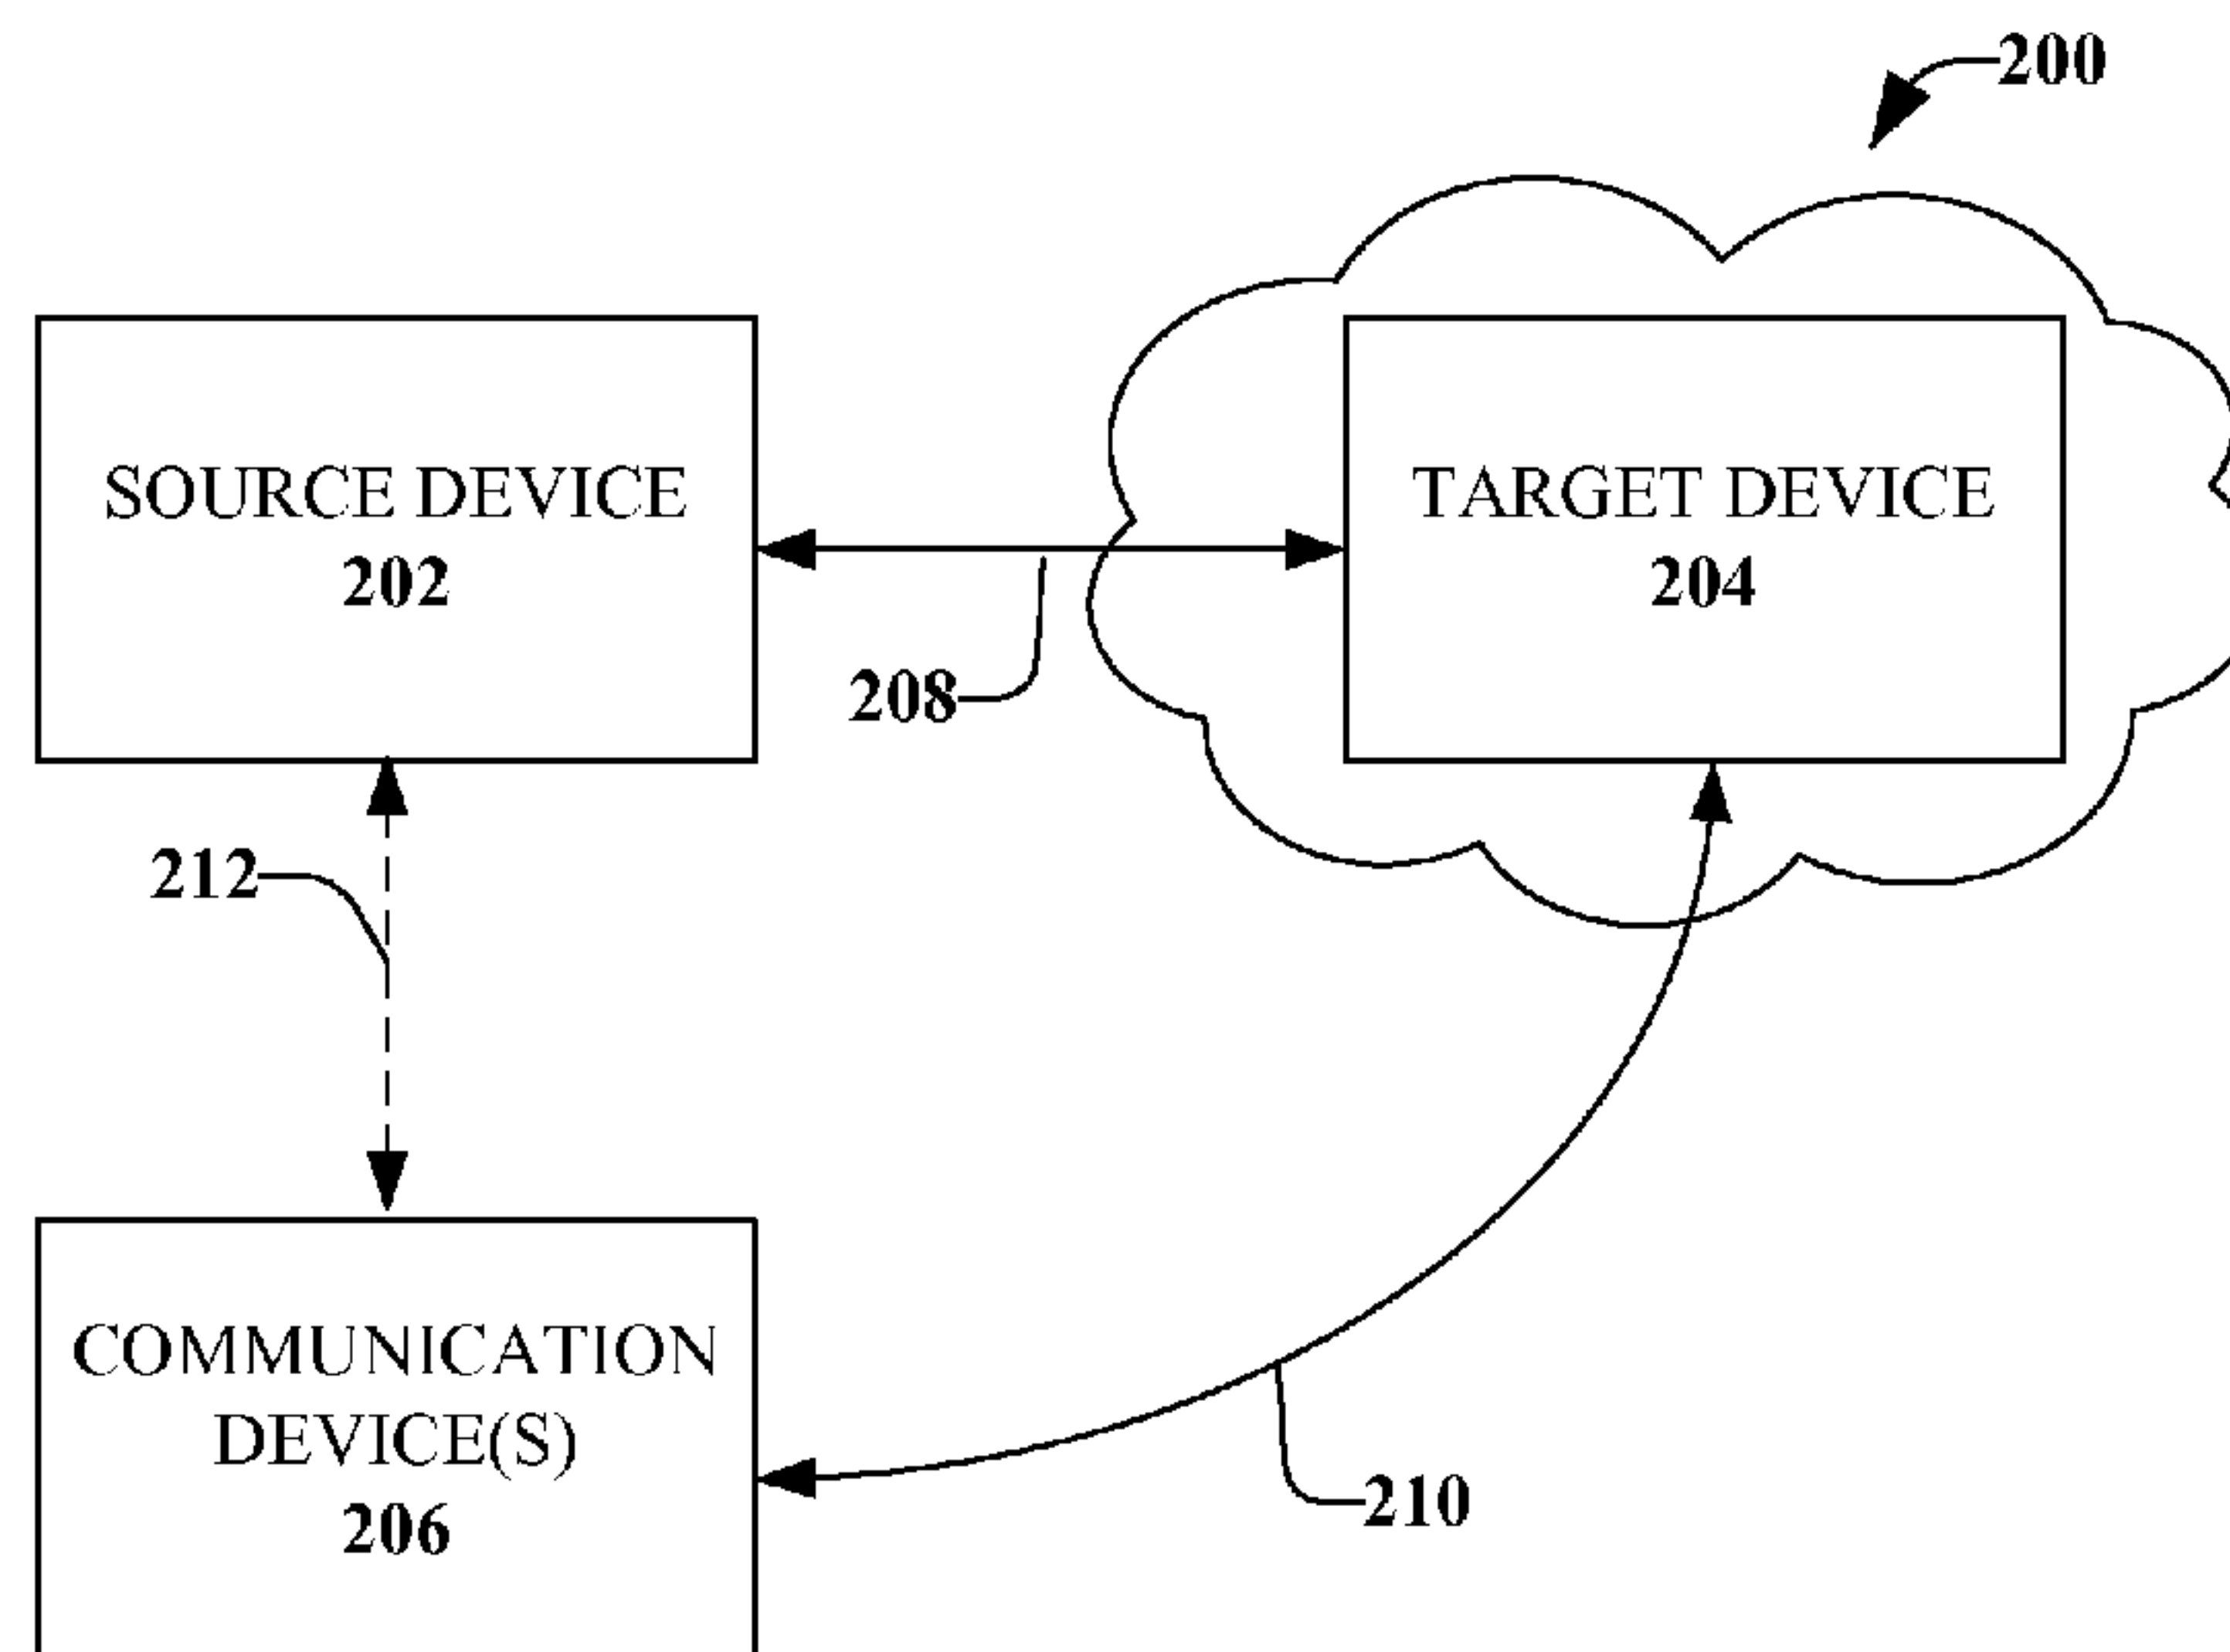 200
SOURCE DEVICE
202
TARGET DEVICE
204
208
212
COMMUNICATION
DEVICE(S)
206
210